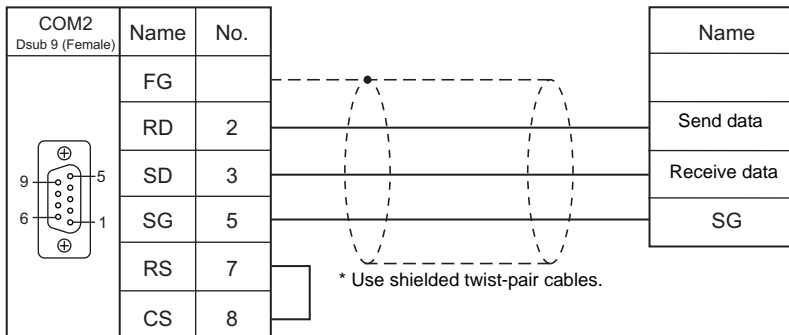 COM2
Dsub 9 (Female)
Name No.
Name
FG
RD 2
Send data
SD 3
Receive data
SG 5
SG
RS 7
CS 8
9
5
6
1
* Use shielded twist-pair cables.